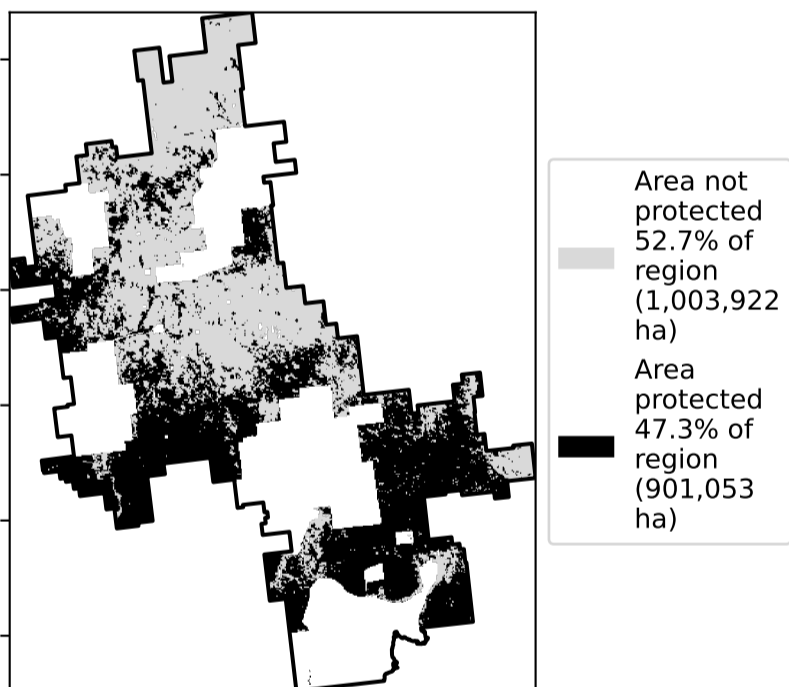 Area not
protected
52.7% of
region
(1,003,922
ha)
Area
protected
47.3% of
region
(901,053
ha)